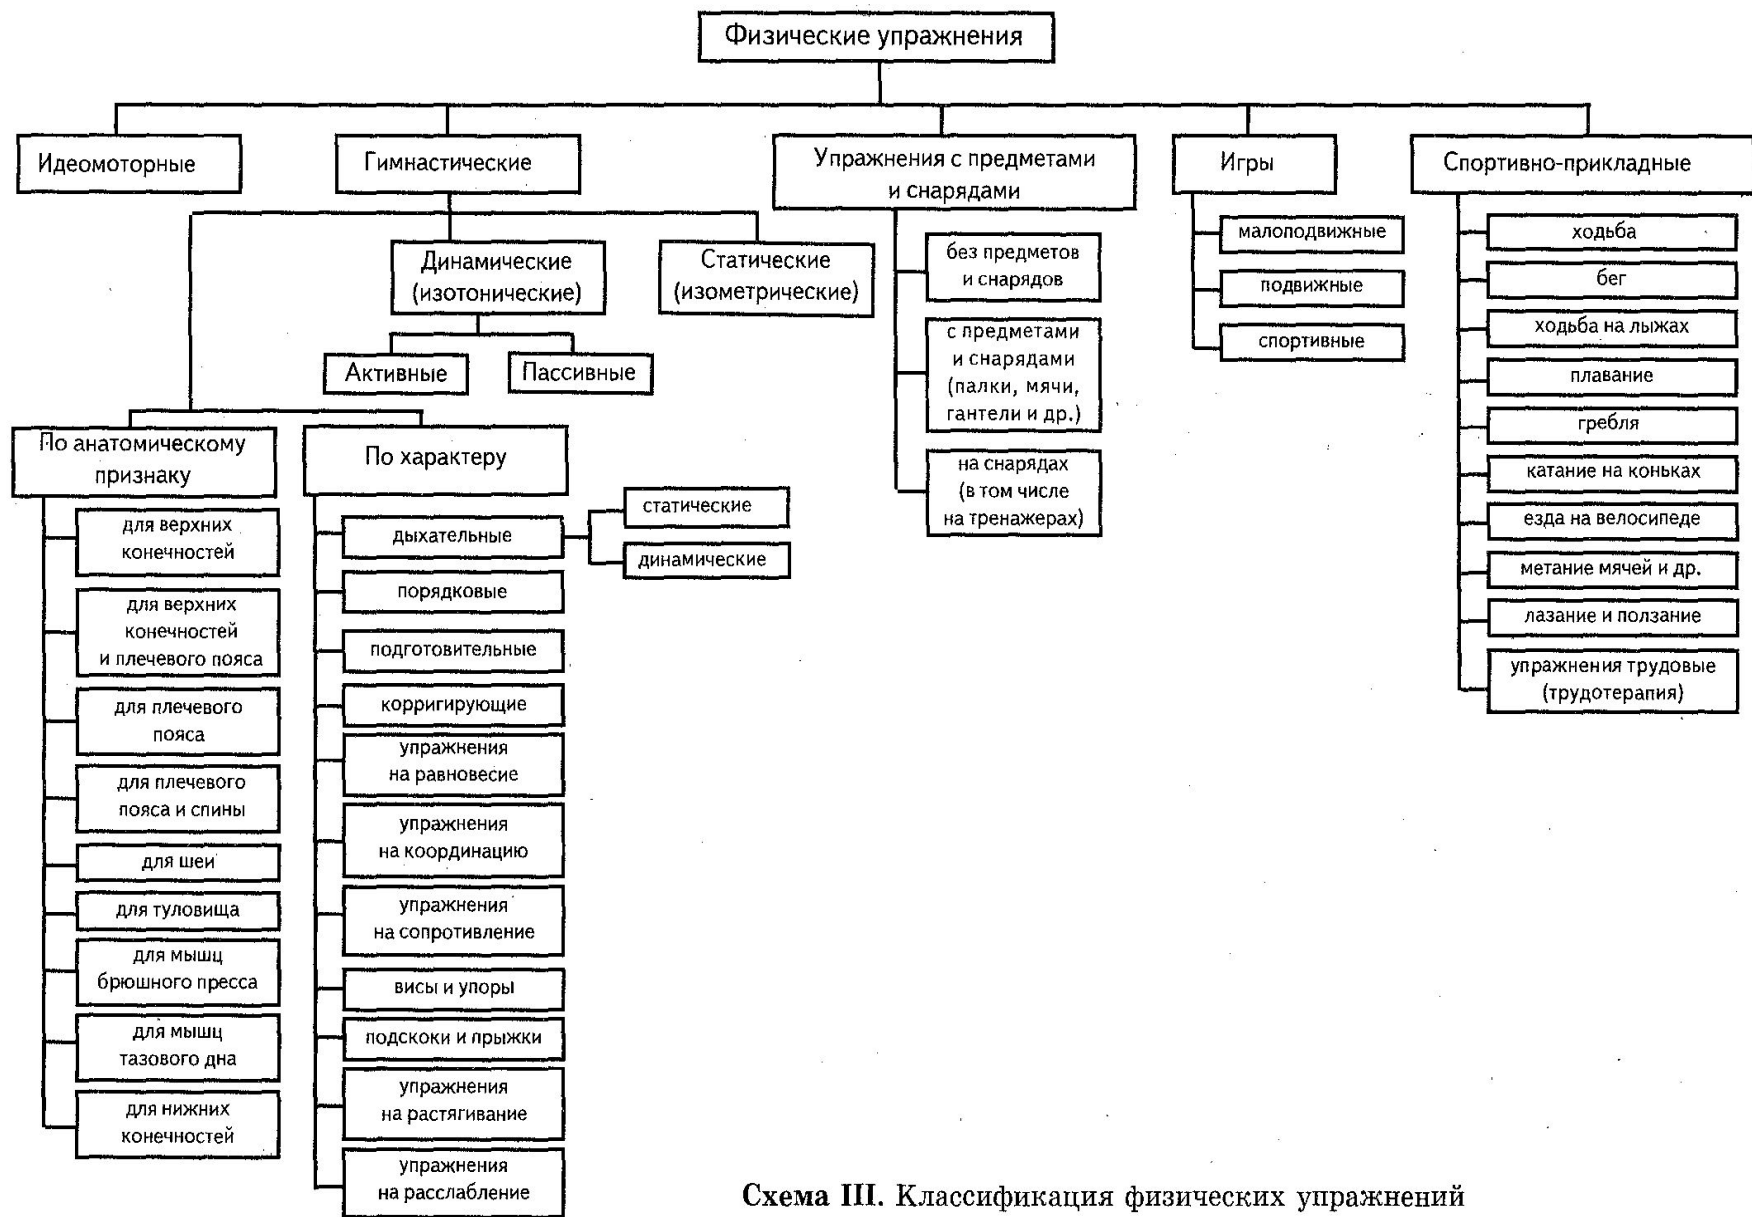 Физические упражнения
Идеомоторные
Гимнастические
Упражнения с предметами
и снарядами
Игры
Спортивно-прикладные
Динамические
(изотонические)
Статические
(изометрические)
Активные
Пассивные
По анатомическому
признаку
для верхних
конечностей
для верхних
конечностей
и плечевого пояса
для плечевого
пояса
для плечевого
пояса и спины
для шеи
для туловища
для мышц
брюшного пресса
для мышц
тазового дна
для нижних
конечностей
По характеру
дыхательные
статические
динамические
порядковые
подготовительные
корригирующие
упражнения
на равновесие
упражнения
на координацию
упражнения
на сопротивление
висы и упоры
подскоки и прыжки
упражнения
на растягивание
упражнения
на расслабление
без предметов
и снарядов
с предметами
и снарядами
(палки, мячи,
гантели и др.)
на снарядах
(в том числе
на тренажерах)
малоподвижные
подвижные
спортивные
ходьба
бег
ходьба на лыжах
плавание
гребля
катание на коньках
езда на велосипеде
метание мячей и др.
лазание и ползание
упражнения трудовые
(трудотерапия)
Схема III. Классификация физических упражнений